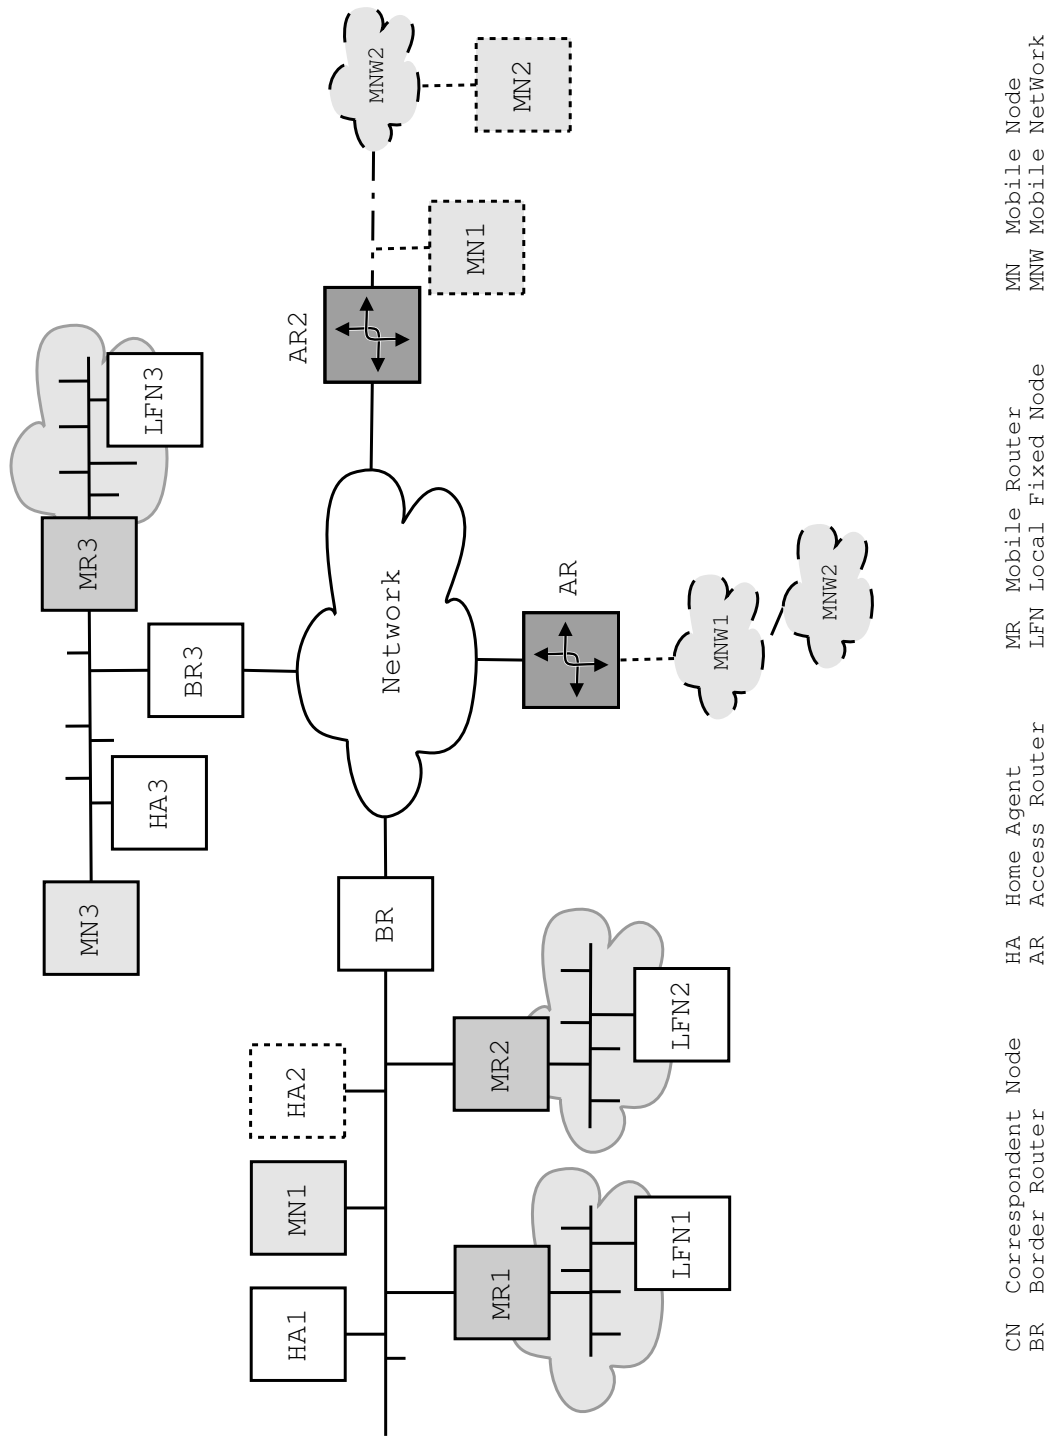 HA1
MN1
HA2
MN3
HA3
BR3
MR3
LFN3
MR1
LFN1
MR2
LFN2
BR
Network
AR2
MN1
MNW2
MN2
AR
MNW1
MNW2
CN Correspondent Node
BR Border Router
HA Home Agent
AR Access Router
MR Mobile Router
LFN Local Fixed Node
MN Mobile Node
MNW Mobile NetWork